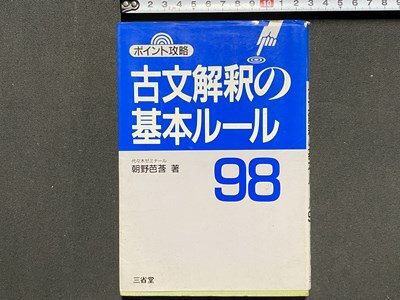 ポイント攻略
古文解釈の
基本ルール
98
代々木ゼミナール
朝野芭蕉 著
三省堂